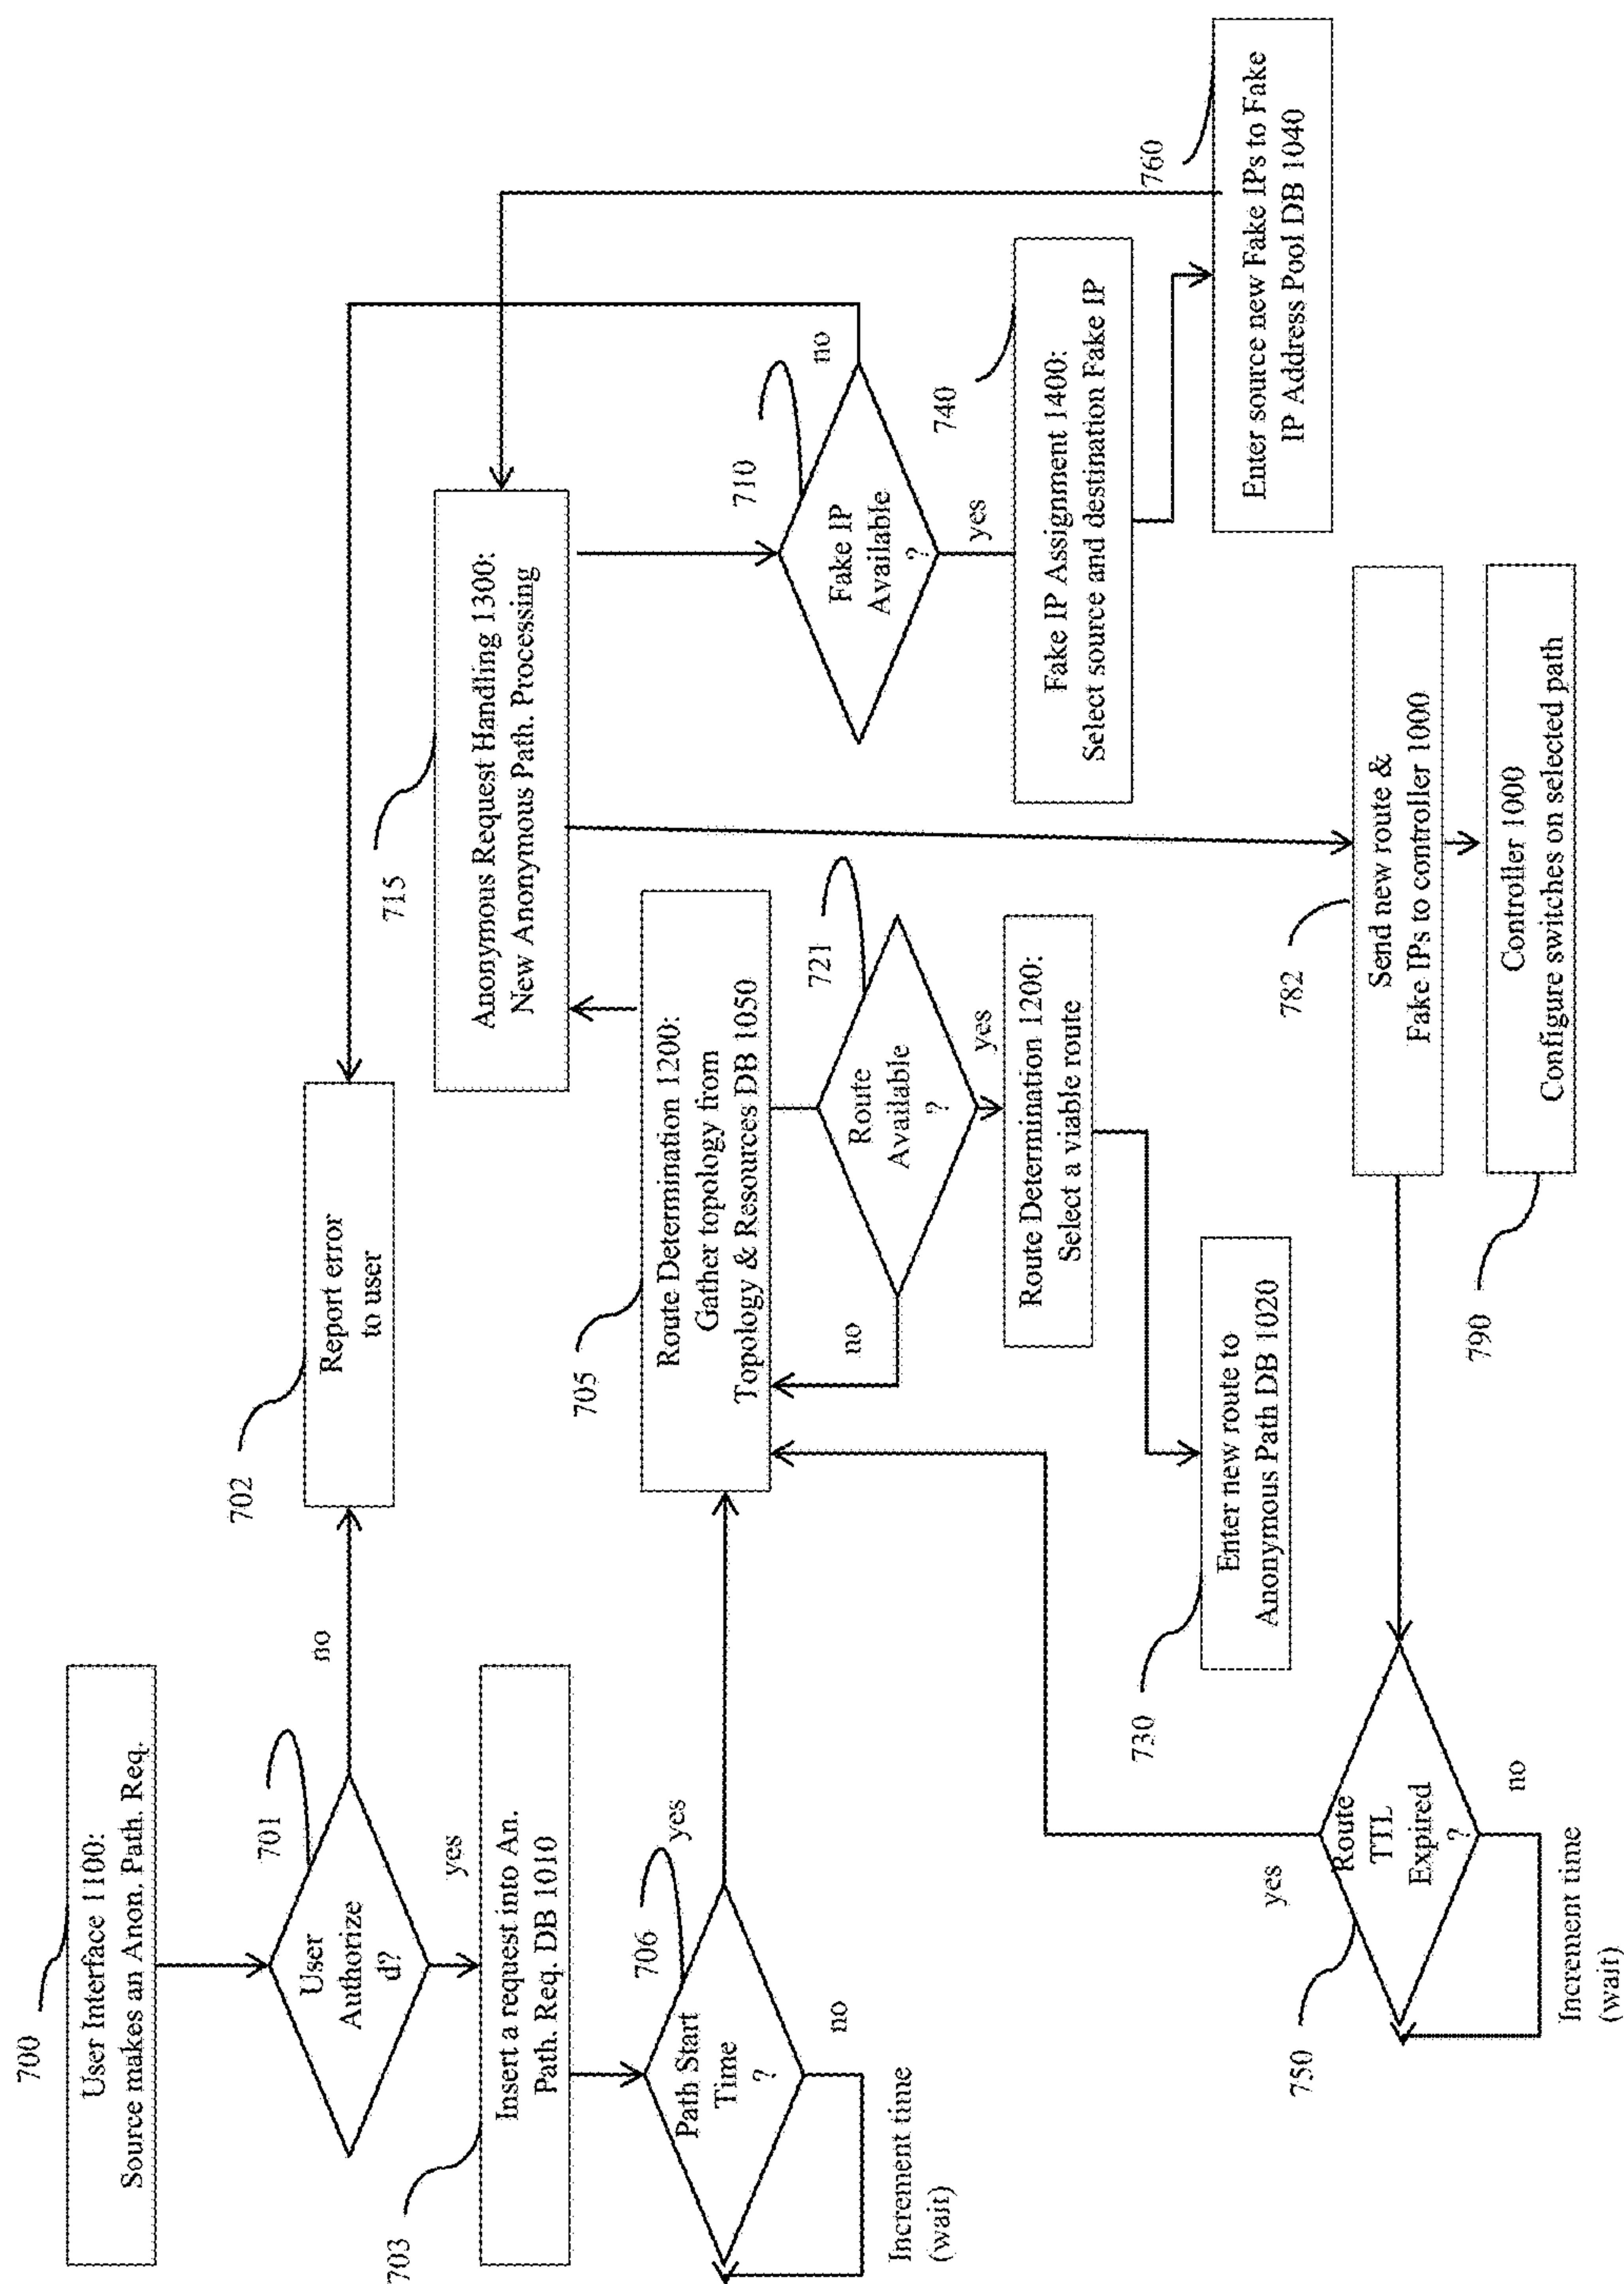 700
User Interface 1100:
Source makes an Anon. Path. Req.
701
User
Authorize
d?
no
yes
702
Report error
to user
703
Insert a request into An.
Path. Req. DB 1010
706
Path Start
Time
?
yes
no
Increment time
(wait)
705
Route Determination 1200:
Gather topology from
Topology & Resources DB 1050
721
Route
Available
?
no
yes
Route Determination 1200:
Select a viable route
730
Enter new route to
Anonymous Path DB 1020
715
Anonymous Request Handling 1300:
New Anonymous Path. Processing
710
Fake IP
Available
?
no
yes
740
Fake IP Assignment 1400:
Select source and destination Fake IP
760
Enter source new Fake IPs to Fake
IP Address Pool DB 1040
782
Send new route &
Fake IPs to controller 1000
790
Controller 1000
Configure switches on selected path
750
Route
TTL
Expired
?
yes
no
Increment time
(wait)